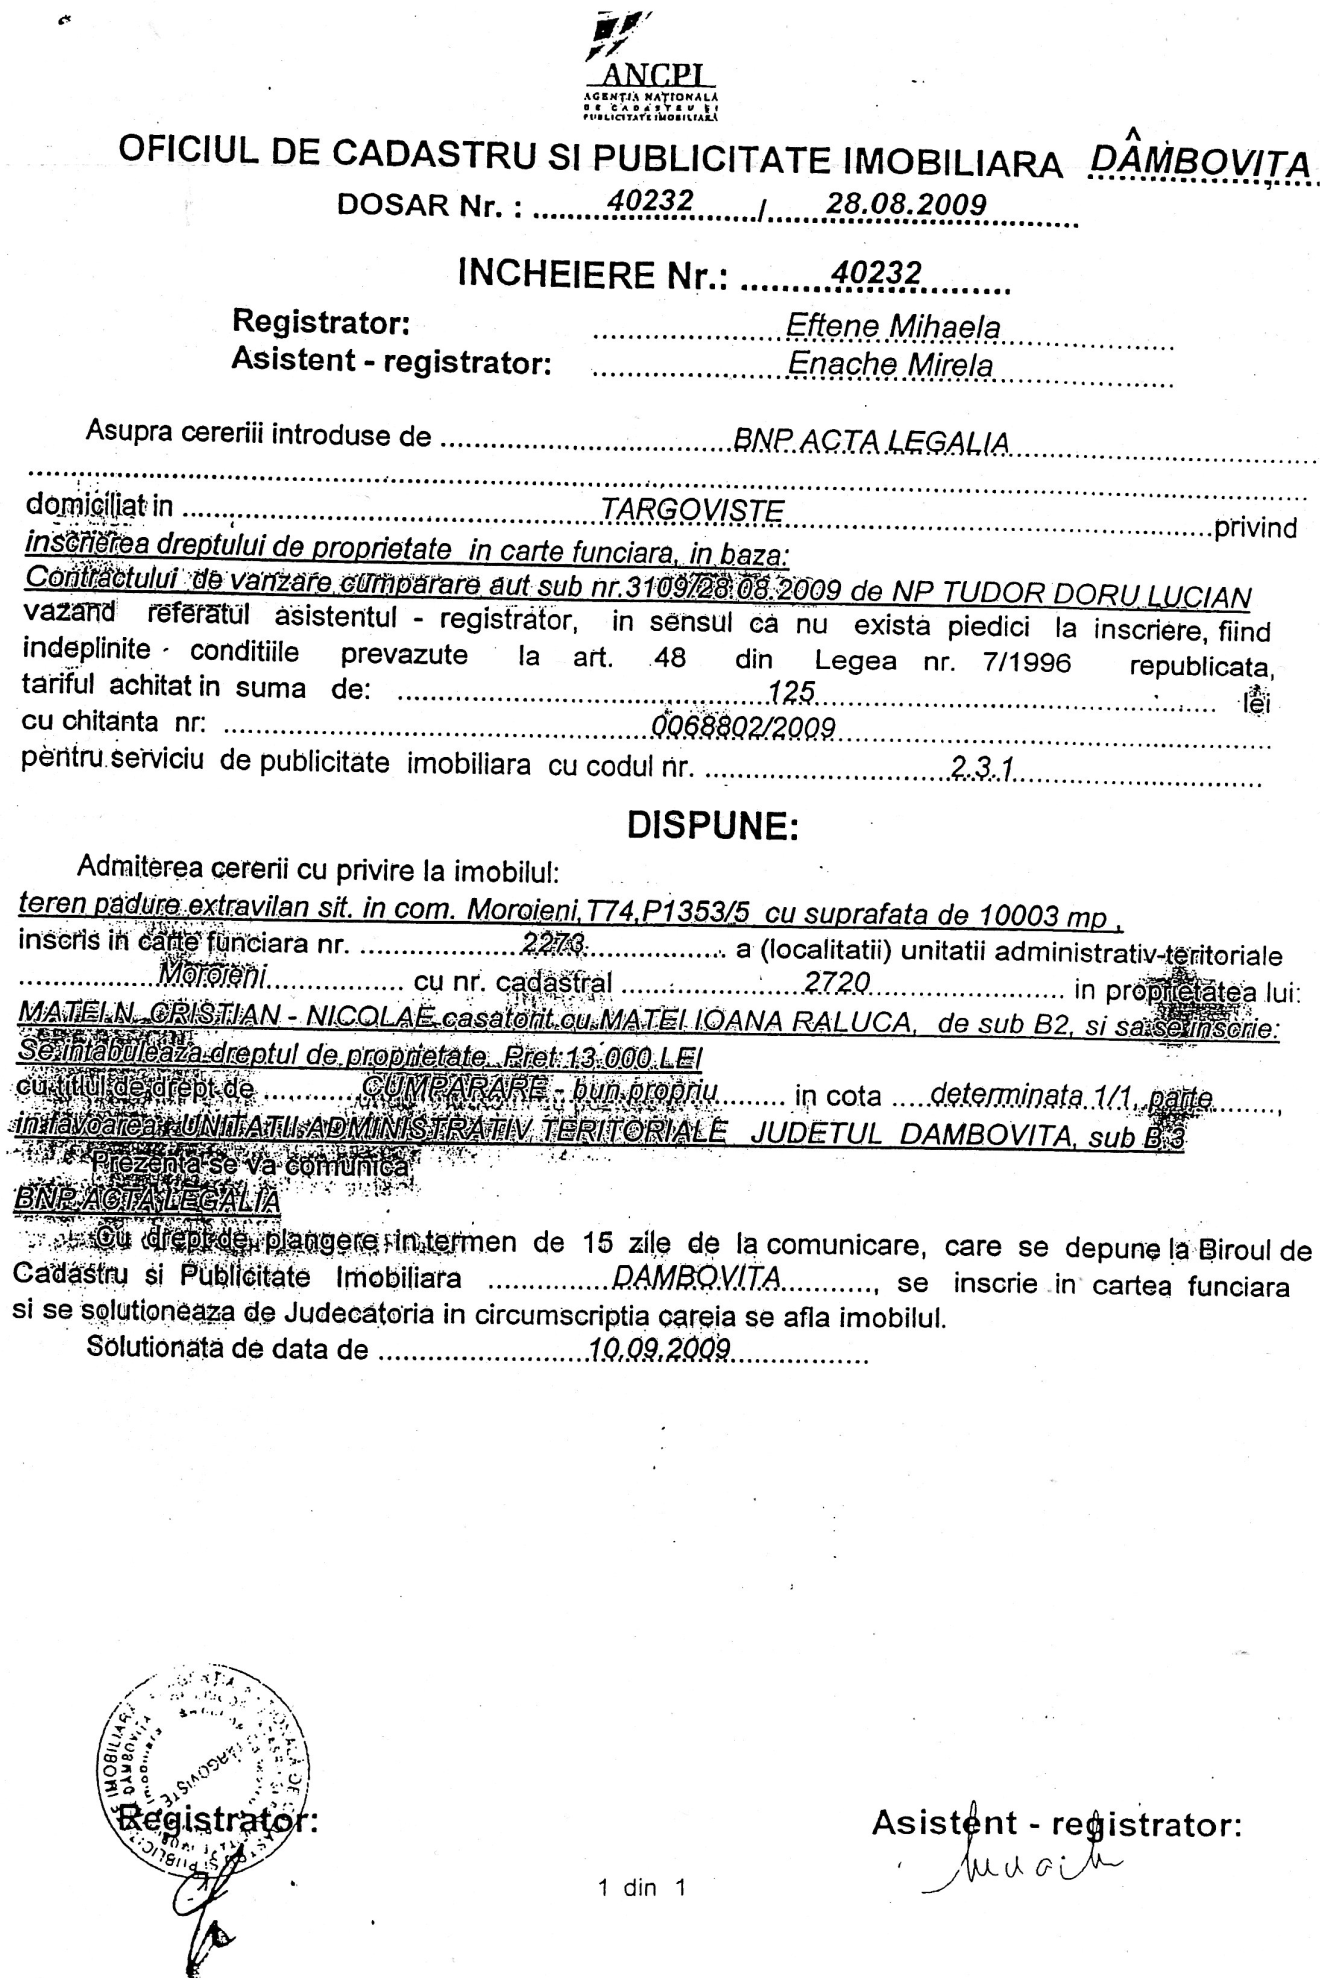 ANCPI
AGENȚIA NAȚIONALĂ
DE CADASTRU ȘI
PUBLICITATE IMOBILIARĂ
OFICIUL DE CADASTRU SI PUBLICITATE IMOBILIARA DÂMBOVIȚA
DOSAR Nr. : ........40232......../........28.08.2009............
INCHEIERE Nr.: .........40232.........
Registrator: ....................Eftene Mihaela....................
Asistent - registrator: ....................Enache Mirela....................
Asupra cereriii introduse de ..............................BNP ACTA LEGALIA..............................
domiciliat in ........................................TARGOVISTE........................................privind
inscrierea dreptului de proprietate in carte funciara, in baza:
Contractului de vanzare cumparare aut sub nr.3109/28.08.2009 de NP TUDOR DORU LUCIAN
vazand referatul asistentul - registrator, in sensul ca nu exista piedici la inscriere, fiind
indeplinite conditiile prevazute la art. 48 din Legea nr. 7/1996 republicata,
tariful achitat in suma de: ........................................125........................................ lei
cu chitanta nr: ........................................0068802/2009........................................
pentru serviciu de publicitate imobiliara cu codul nr. ..............................2.3.1..............................
DISPUNE:
Admiterea cererii cu privire la imobilul:
teren padure extravilan sit. in com. Moroieni,T74,P1353/5 cu suprafata de 10003 mp ,
inscris in carte funciara nr. ....................2273.................... a (localitatii) unitatii administrativ-teritoriale
....................Moroieni.................... cu nr. cadastral ....................2720.................... in proprietatea lui:
MATEI N. CRISTIAN - NICOLAE casatorit cu MATEI IOANA RALUCA, de sub B2, si sa se inscrie:
Se intabuleaza dreptul de proprietate Pret:13.000 LEI
cu titlul de drept de ............CUMPARARE - bun propriu......... in cota .....determinata 1/1, parte.........,
in favoarea: UNITATII ADMINISTRATIV TERITORIALE JUDETUL DAMBOVITA, sub B.3
Prezenta se va comunica
BNP ACTA LEGALIA
Cu drept de plangere in termen de 15 zile de la comunicare, care se depune la Biroul de
Cadastru si Publicitate Imobiliara ...............DAMBOVITA..............., se inscrie in cartea funciara
si se solutioneaza de Judecatoria in circumscriptia careia se afla imobilul.
Solutionata de data de .........................10.09.2009.................
TARGOVISTE
Registrator:
Asistent - registrator:
1 din 1